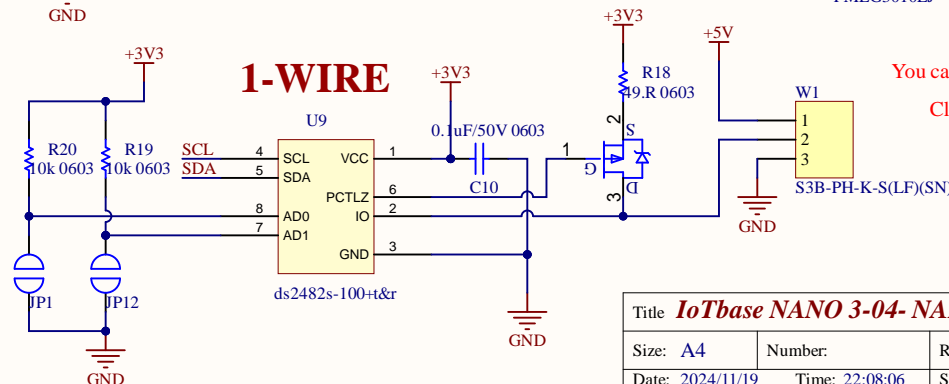 GND
+3V3
1-WIRE
+3V3
+3V3
+5V
You ca
Cl
R18
49.R 0603
W1
1
2
3
S3B-PH-K-S(LF)(SN)
GND
U9
0.1uF/50V 0603
C10
R20
10k 0603
R19
10k 0603
SCL
SDA
4
5
8
7
SCL
SDA
AD0
AD1
VCC
PCTLZ
IO
GND
1
6
2
3
ds2482s-100+t&r
1
G
2
S
D
3
JP1
JP12
GND
GND
Title IoTbase NANO 3-04- NA
Size: A4
Number:
R
Date: 2024/11/19
Time: 22:08:06
S